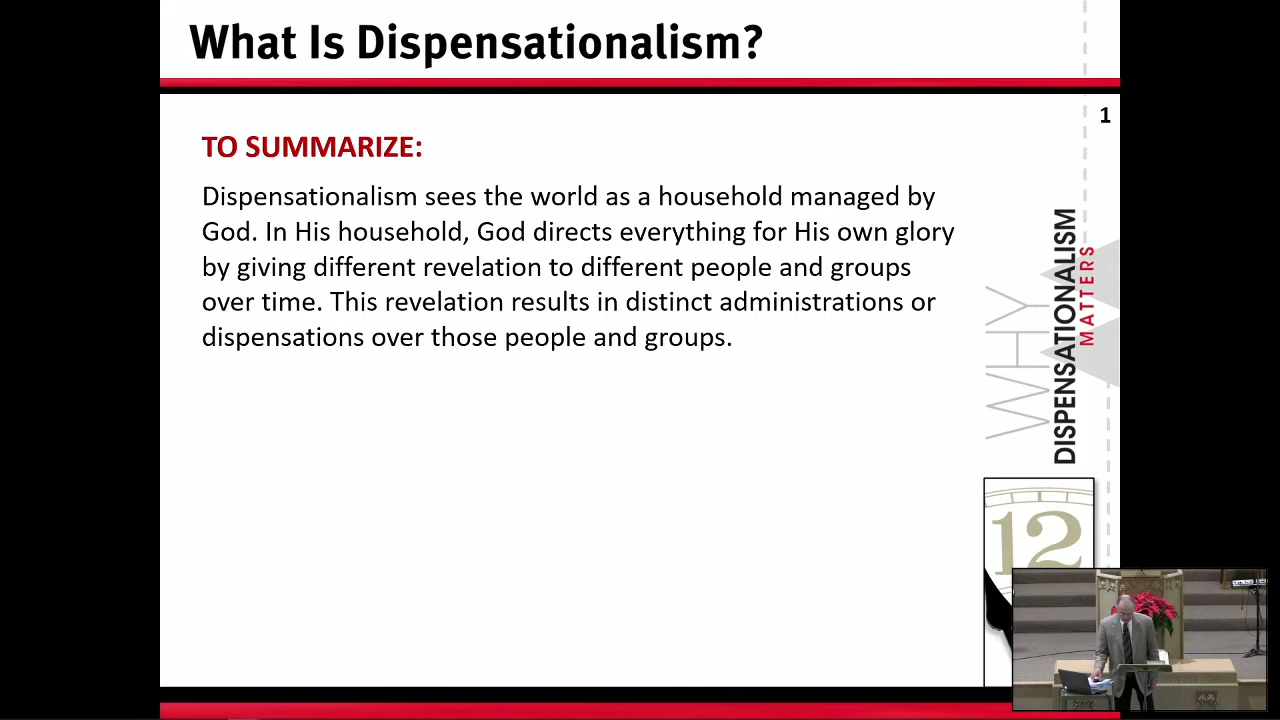 What Is Dispensationalism?
1
TO SUMMARIZE:
Dispensationalism sees the world as a household managed by
God. In His household, God directs everything for His own glory
by giving different revelation to different people and groups
over time. This revelation results in distinct administrations or
dispensations over those people and groups.
WHY
DISPENSATIONALISM
MATTERS
12